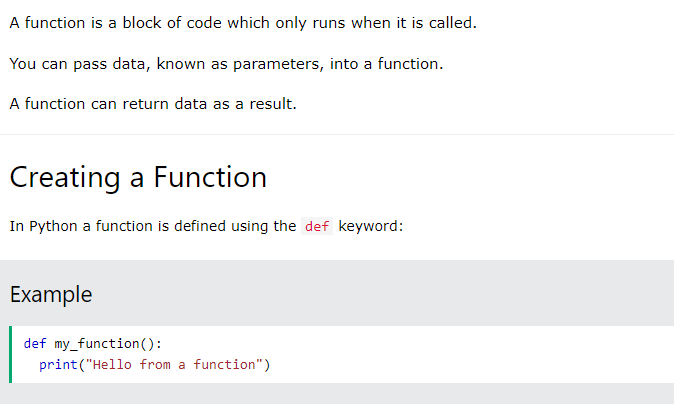 A function is a block of code which only runs when it is called.
You can pass data, known as parameters, into a function.
A function can return data as a result.
Creating a Function
In Python a function is defined using the def keyword:
Example
def my_function():
  print("Hello from a function")